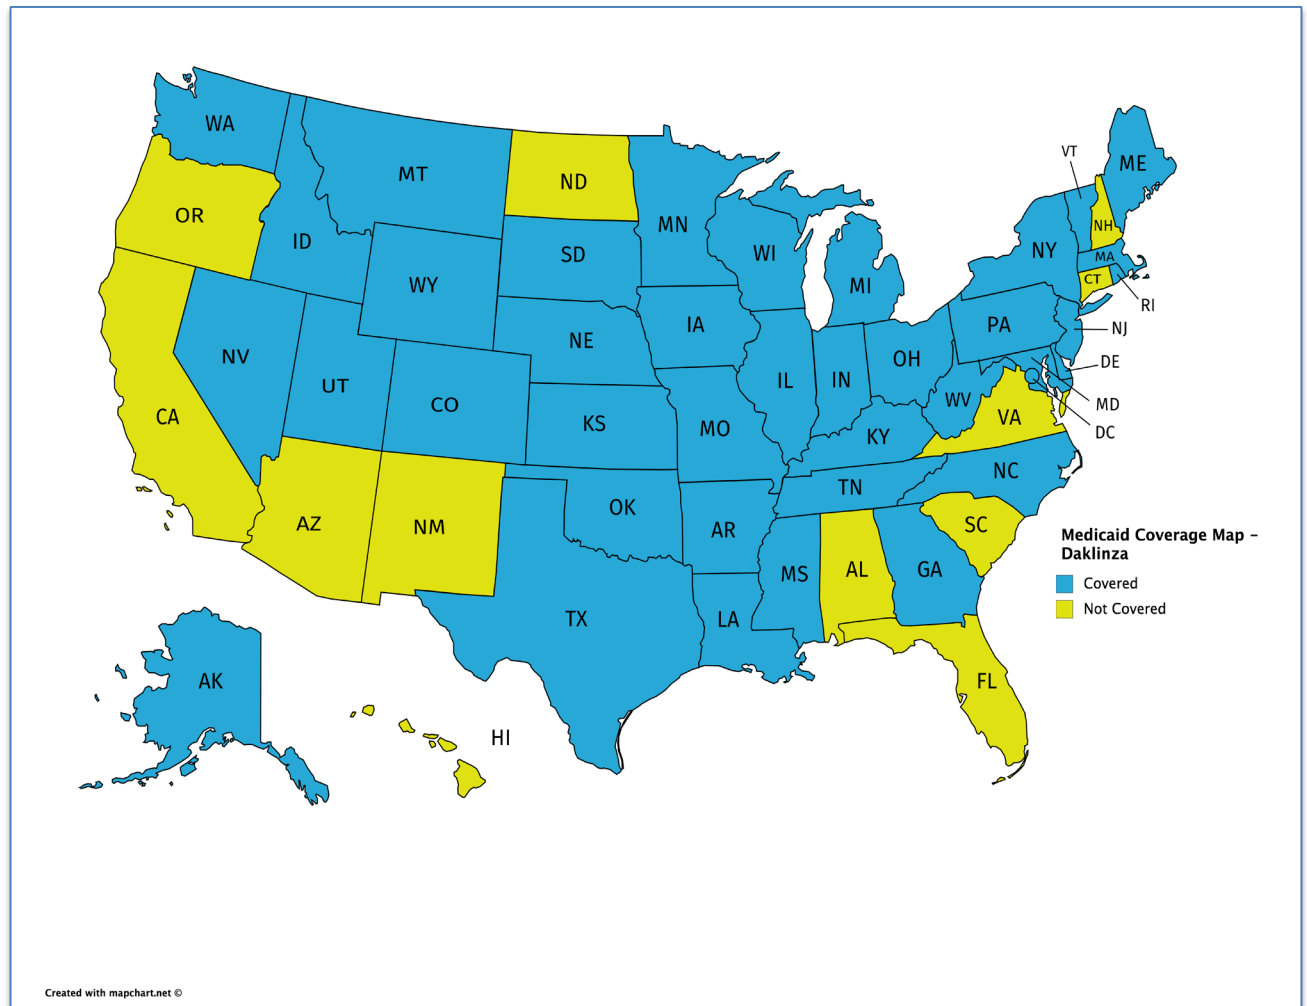 WA
MT
ND
OR
ID
MN
SD
WI
WY
MI
VT
ME
NH
NY
MA
CT
RI
NJ
DE
MD
DC
PA
IA
NE
NV
UT
CO
IL
IN
OH
WV
VA
CA
KS
MO
KY
NC
TN
AZ
NM
OK
AR
SC
MS
AL
GA
TX
LA
FL
AK
HI
Medicaid Coverage Map –
Daklinza
Covered
Not Covered
Created with mapchart.net ©